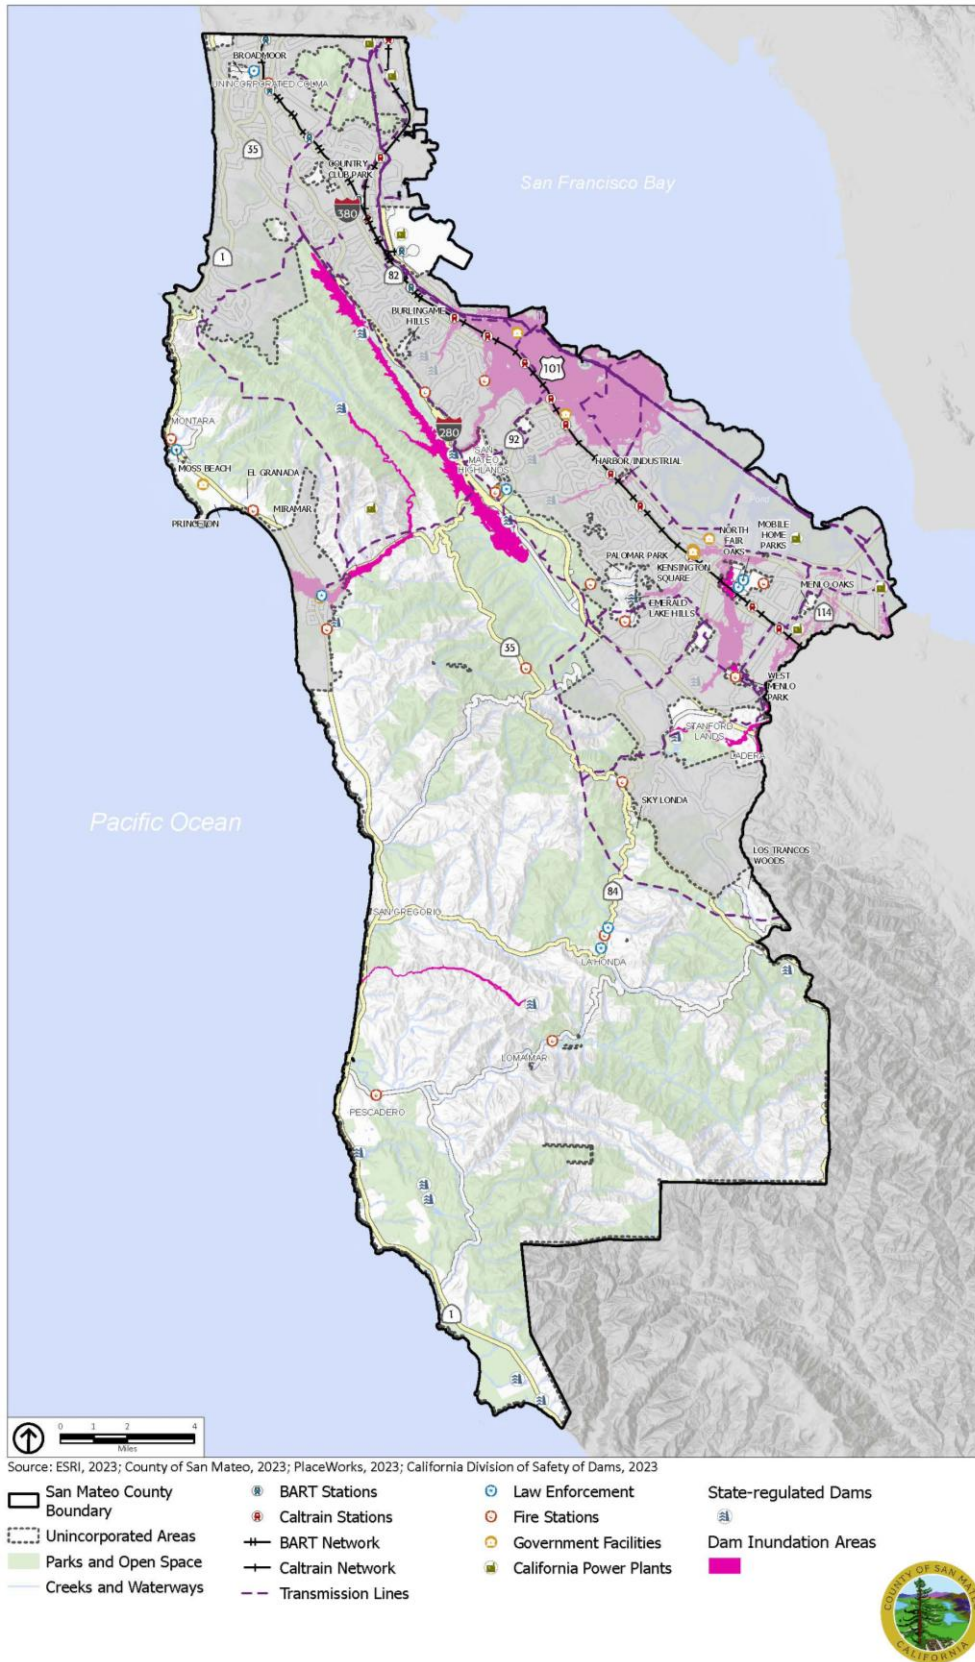 BROADMOOR
UNINCORPORATED COLMA
35
COUNTRY
CLUB PARK
380
San Francisco Bay
1
82
BURLINGAME
HILLS
101
280
92
SAN
MATEO
HIGHLANDS
HARBOR INDUSTRIAL
MONTARA
MOSS BEACH
EL GRANADA
MIRAMAR
PRINCETON
NORTH
FAIR
OAKS
MOBILE
HOME
PARKS
PALOMAR PARK
KENSINGTON
SQUARE
MENLO OAKS
EMERALD
LAKE HILLS
114
35
WEST
MENLO
PARK
STANFORD
LANDS
LADERA
SKY LONDA
Pacific Ocean
LOS TRANCOS
WOODS
84
SAN GREGORIO
LA HONDA
LOMA MAR
PESCADERO
1
0 1 2 4
Miles
Source: ESRI, 2023; County of San Mateo, 2023; PlaceWorks, 2023; California Division of Safety of Dams, 2023
San Mateo County
Boundary
Unincorporated Areas
Parks and Open Space
Creeks and Waterways
BART Stations
Caltrain Stations
BART Network
Caltrain Network
Transmission Lines
Law Enforcement
Fire Stations
Government Facilities
California Power Plants
State-regulated Dams
Dam Inundation Areas
COUNTY OF SAN MATE
CALIFORNIA